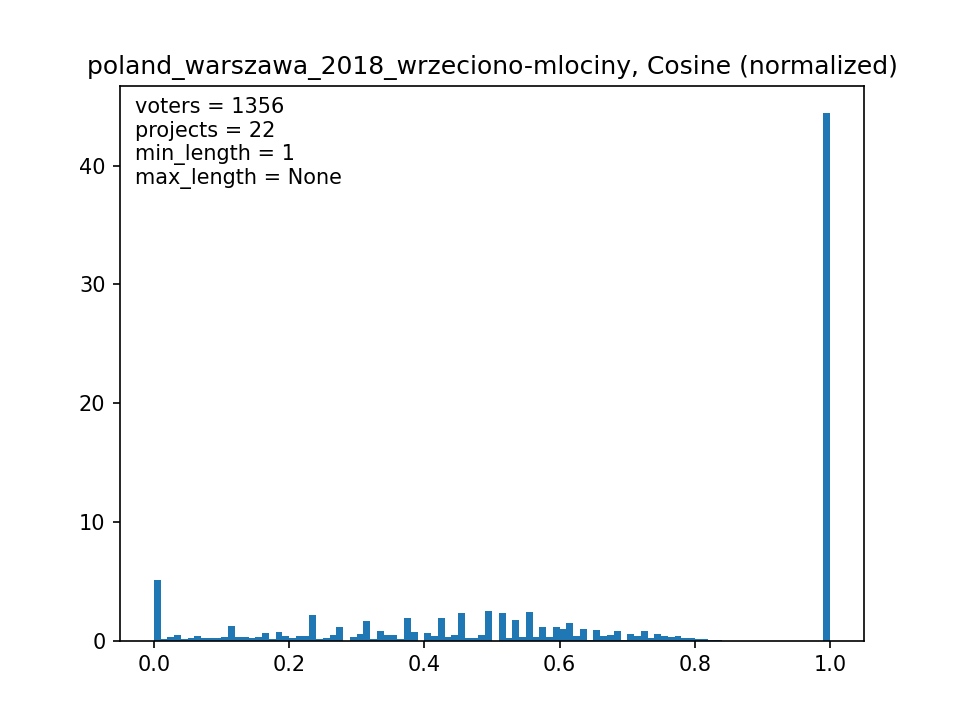 poland_warszawa_2018_wrzeciono-mlociny, Cosine (normalized)
voters = 1356
projects = 22
min_length = 1
max_length = None
40
30
20
10
0
0.0 0.2 0.4 0.6 0.8 1.0